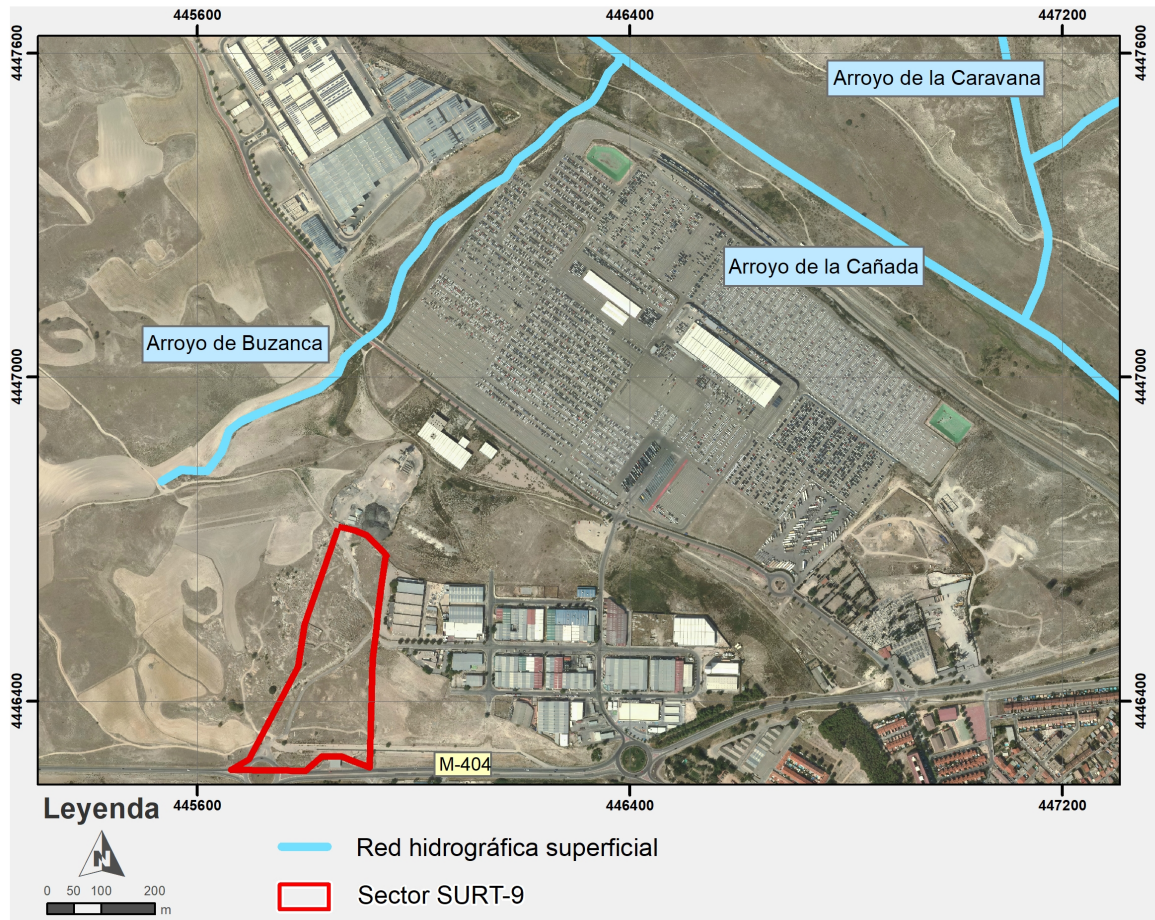 445600
446400
447200
4447600
4447600
Arroyo de la Caravana
Arroyo de la Cañada
Arroyo de Buzanca
4447000
4447000
4446400
4446400
M-404
445600
446400
447200
Leyenda
N
0 50 100 200
m
Red hidrográfica superficial
Sector SURT-9